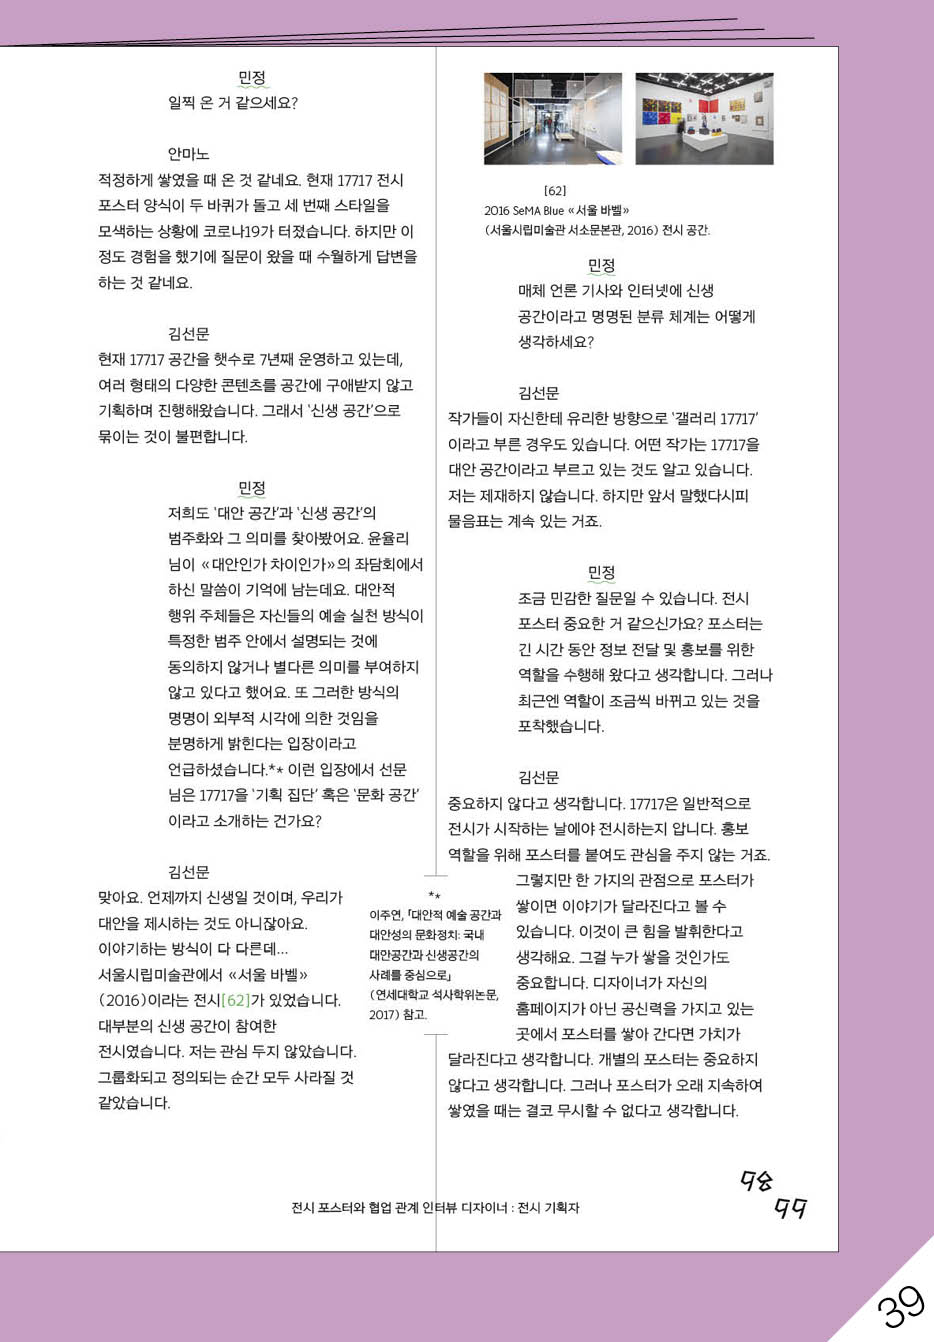 민정
일찍 온 거 같으세요?
안마노
적정하게 쌓였을 때 온 것 같네요. 현재 17717 전시
포스터 양식이 두 바퀴가 돌고 세 번째 스타일을
모색하는 상황에 코로나19가 터졌습니다. 하지만 이
정도 경험을 했기에 질문이 왔을 때 수월하게 답변을
하는 것 같네요.
김선문
현재 17717 공간을 햇수로 7년째 운영하고 있는데,
여러 형태의 다양한 콘텐츠를 공간에 구애받지 않고
기획하며 진행해왔습니다. 그래서 ‘신생 공간’으로
묶이는 것이 불편합니다.
민정
저희도 ‘대안 공간’과 ‘신생 공간’의
범주화와 그 의미를 찾아봤어요. 윤율리
님이 «대안인가 차이인가»의 좌담회에서
하신 말씀이 기억에 남는데요. 대안적
행위 주체들은 자신들의 예술 실천 방식이
특정한 범주 안에서 설명되는 것에
동의하지 않거나 별다른 의미를 부여하지
않고 있다고 했어요. 또 그러한 방식의
명명이 외부적 시각에 의한 것임을
분명하게 밝힌다는 입장이라고
언급하셨습니다.** 이런 입장에서 선문
님은 17717을 ‘기획 집단’ 혹은 ‘문화 공간’
이라고 소개하는 건가요?
김선문
맞아요. 언제까지 신생일 것이며, 우리가
대안을 제시하는 것도 아니잖아요.
이야기하는 방식이 다 다른데…
서울시립미술관에서 «서울 바벨»
(2016)이라는 전시[62]가 있었습니다.
대부분의 신생 공간이 참여한
전시였습니다. 저는 관심 두지 않았습니다.
그룹화되고 정의되는 순간 모두 사라질 것
같았습니다.
**
이주연, 「대안적 예술 공간과
대안성의 문화정치: 국내
대안공간과 신생공간의
사례를 중심으로」
(연세대학교 석사학위논문,
2017) 참고.
[62]
2016 SeMA Blue «서울 바벨»
(서울시립미술관 서소문본관, 2016) 전시 공간.
민정
매체 언론 기사와 인터넷에 신생
공간이라고 명명된 분류 체계는 어떻게
생각하세요?
김선문
작가들이 자신한테 유리한 방향으로 ‘갤러리 17717’
이라고 부른 경우도 있습니다. 어떤 작가는 17717을
대안 공간이라고 부르고 있는 것도 알고 있습니다.
저는 제재하지 않습니다. 하지만 앞서 말했다시피
물음표는 계속 있는 거죠.
민정
조금 민감한 질문일 수 있습니다. 전시
포스터 중요한 거 같으신가요? 포스터는
긴 시간 동안 정보 전달 및 홍보를 위한
역할을 수행해 왔다고 생각합니다. 그러나
최근엔 역할이 조금씩 바뀌고 있는 것을
포착했습니다.
김선문
중요하지 않다고 생각합니다. 17717은 일반적으로
전시가 시작하는 날에야 전시하는지 압니다. 홍보
역할을 위해 포스터를 붙여도 관심을 주지 않는 거죠.
그렇지만 한 가지의 관점으로 포스터가
쌓이면 이야기가 달라진다고 볼 수
있습니다. 이것이 큰 힘을 발휘한다고
생각해요. 그걸 누가 쌓을 것인가도
중요합니다. 디자이너가 자신의
홈페이지가 아닌 공신력을 가지고 있는
곳에서 포스터를 쌓아 간다면 가치가
달라진다고 생각합니다. 개별의 포스터는 중요하지
않다고 생각합니다. 그러나 포스터가 오래 지속하여
쌓였을 때는 결코 무시할 수 없다고 생각합니다.
전시 포스터와 협업 관계 인터뷰 디자이너 : 전시 기획자
98
99
39